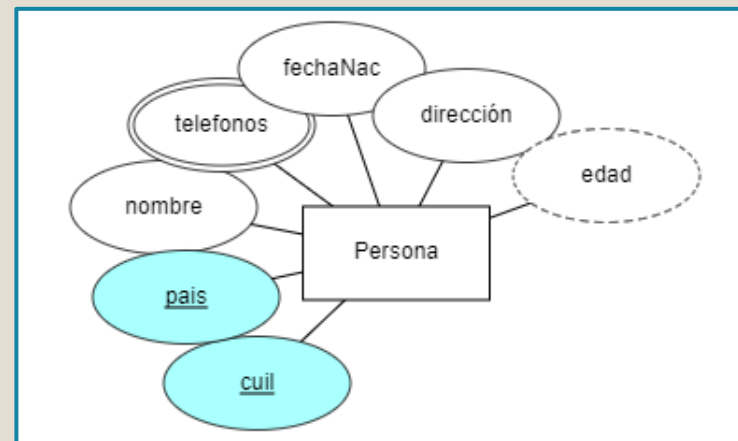 fechaNac
telefonos
dirección
edad
nombre
Persona
pais
cuil